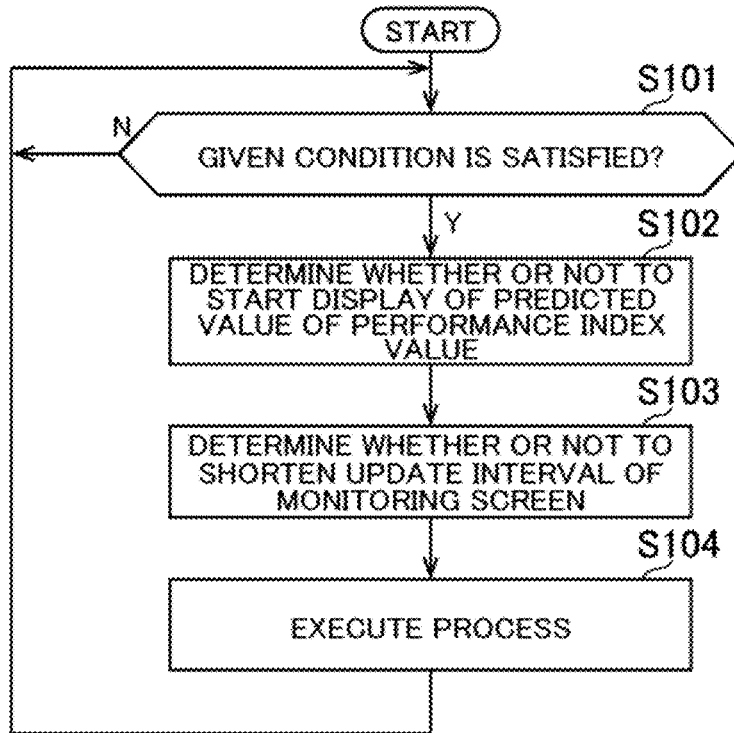 START
S101
N
GIVEN CONDITION IS SATISFIED?
Y
S102
DETERMINE WHETHER OR NOT TO
START DISPLAY OF PREDICTED
VALUE OF PERFORMANCE INDEX
VALUE
S103
DETERMINE WHETHER OR NOT TO
SHORTEN UPDATE INTERVAL OF
MONITORING SCREEN
S104
EXECUTE PROCESS